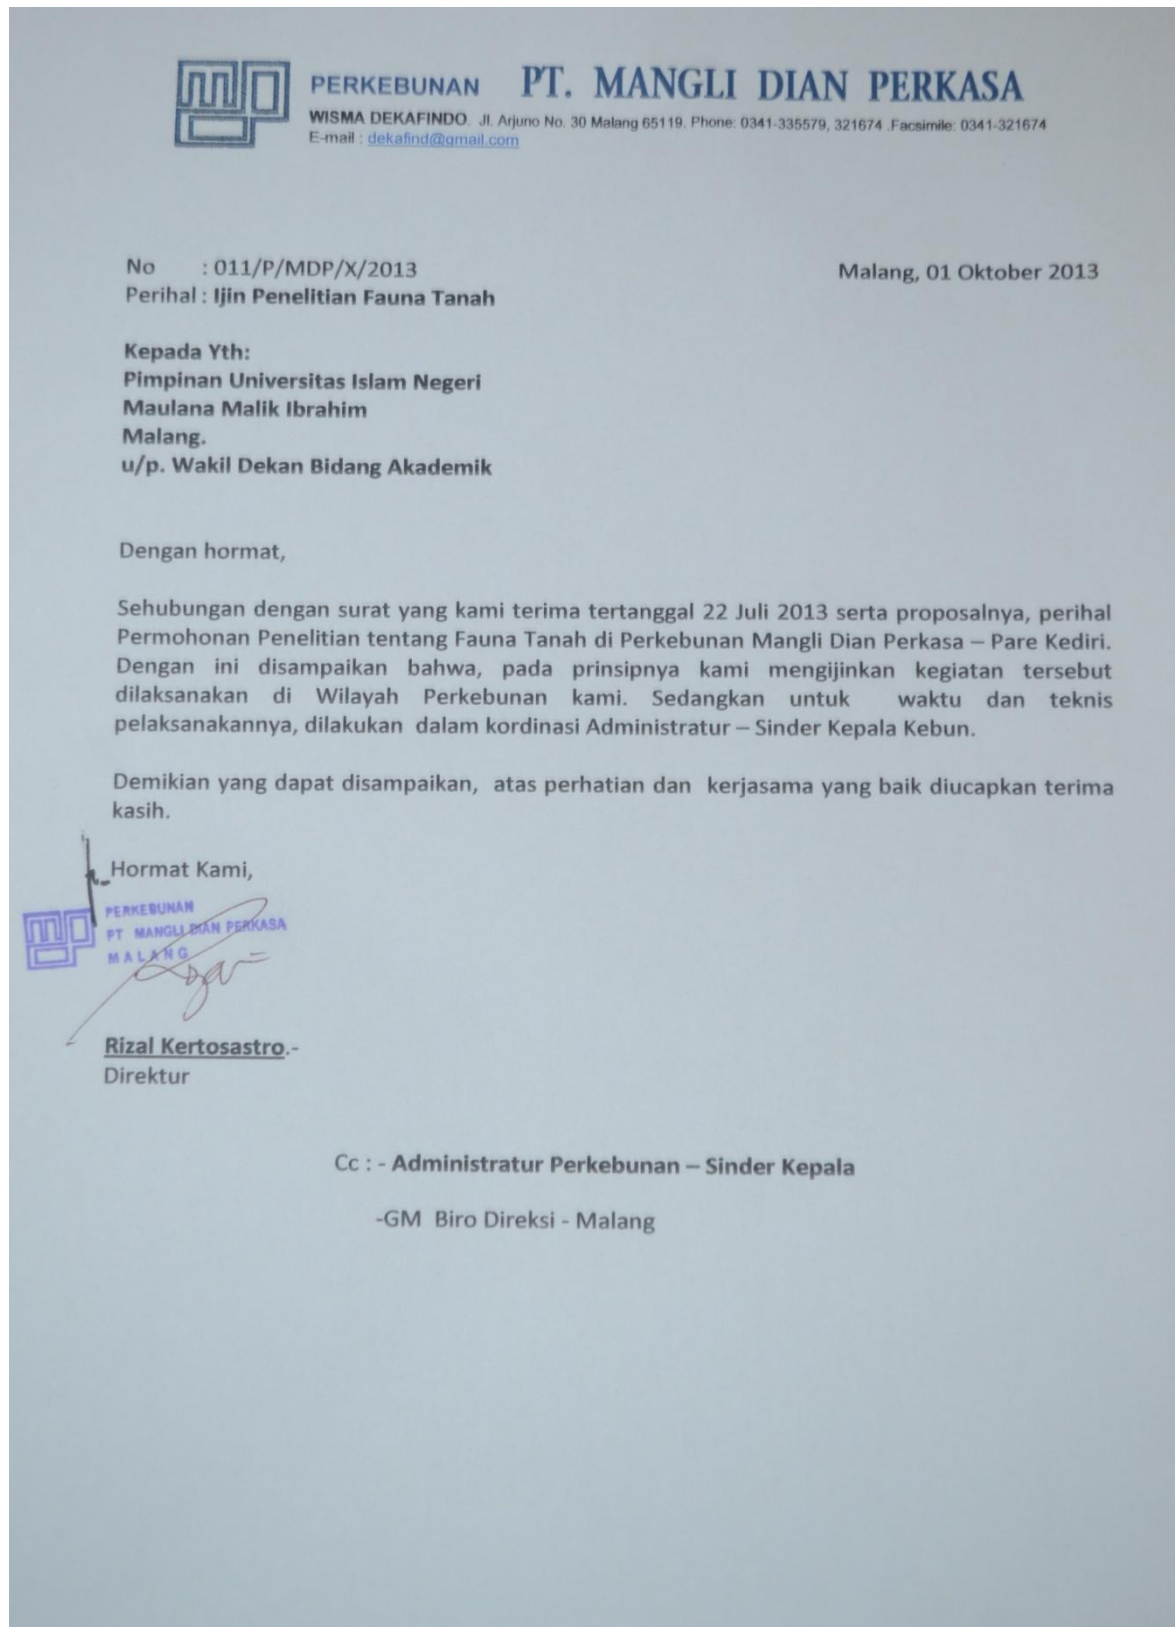 PERKEBUNAN PT. MANGLI DIAN PERKASA
WISMA DEKAFINDO. Jl. Arjuno No. 30 Malang 65119. Phone: 0341-335579, 321674 .Facsimile: 0341-321674
E-mail : dekafind@gmail.com
No : 011/P/MDP/X/2013
Malang, 01 Oktober 2013
Perihal : Ijin Penelitian Fauna Tanah
Kepada Yth:
Pimpinan Universitas Islam Negeri
Maulana Malik Ibrahim
Malang.
u/p. Wakil Dekan Bidang Akademik
Dengan hormat,
Sehubungan dengan surat yang kami terima tertanggal 22 Juli 2013 serta proposalnya, perihal
Permohonan Penelitian tentang Fauna Tanah di Perkebunan Mangli Dian Perkasa – Pare Kediri.
Dengan ini disampaikan bahwa, pada prinsipnya kami mengijinkan kegiatan tersebut
dilaksanakan di Wilayah Perkebunan kami. Sedangkan untuk waktu dan teknis
pelaksanakannya, dilakukan dalam kordinasi Administratur – Sinder Kepala Kebun.
Demikian yang dapat disampaikan, atas perhatian dan kerjasama yang baik diucapkan terima
kasih.
Hormat Kami,
PERKEBUNAN
PT MANGLI DIAN PERKASA
MALANG
Rizal Kertosastro.-
Direktur
Cc : - Administratur Perkebunan – Sinder Kepala
-GM Biro Direksi - Malang